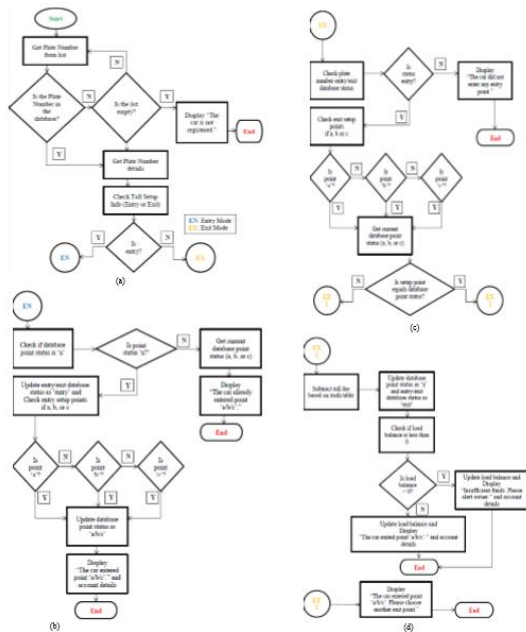 Start
Get Plate Number
from list
Is the Plate
Number in
the
database?
N
Is the list
empty?
N
Y
Display "The
car is not
registered."
End
Y
Get Plate Number
details
Check Toll Setup
Info (Entry or Exit)
EN: Entry Mode
EX: Exit Mode
Y
Is
entry?
N
EN
EX
(a)
EN
Check if database
point status is
Is point
status
N
Get current
database point
status (a, b, or c)
Y
Display
"The car already
entered point
"a/b/c"."
End
Update entry/exit database
status as "entry" and
Check entry setup points
if a, b, or c
Is
point
"a"?
N
Is
point
"b"?
N
Is
point
"c"?
Y
Y
Y
Update database
point status as
"a/b/c"
Display
"The car entered
point "a/b/c"." and
account details
End
(b)
EX
Check plate
number entry/exit
database status
Is
status
entry?
N
Display
"The car did not
enter any entry
point."
End
Y
Check exit setup
points
if a, b or c
Is
point
"a"?
N
Is
point
"b"?
N
Is
point
"c"?
Y
Y
Y
Get current
database point
status (a, b, or c)
N
Is setup point
equals database
point status?
Y
EX
EX
(c)
EX
Subtract toll fee
based on tolls table
Update database
point status as
and entry/exit
database status as
"exit"
Check if load
balance is less than
0
Is load
balance
< 0?
Y
Update load balance and
Display
"Insufficient funds. Please
alert owner." and account
details
N
Update load balance and
Display
"The car exited point "a/b/c"." and account
details
End
EX
Display
"The car entered point
"a/b/c". Please choose
another exit point."
End
(d)